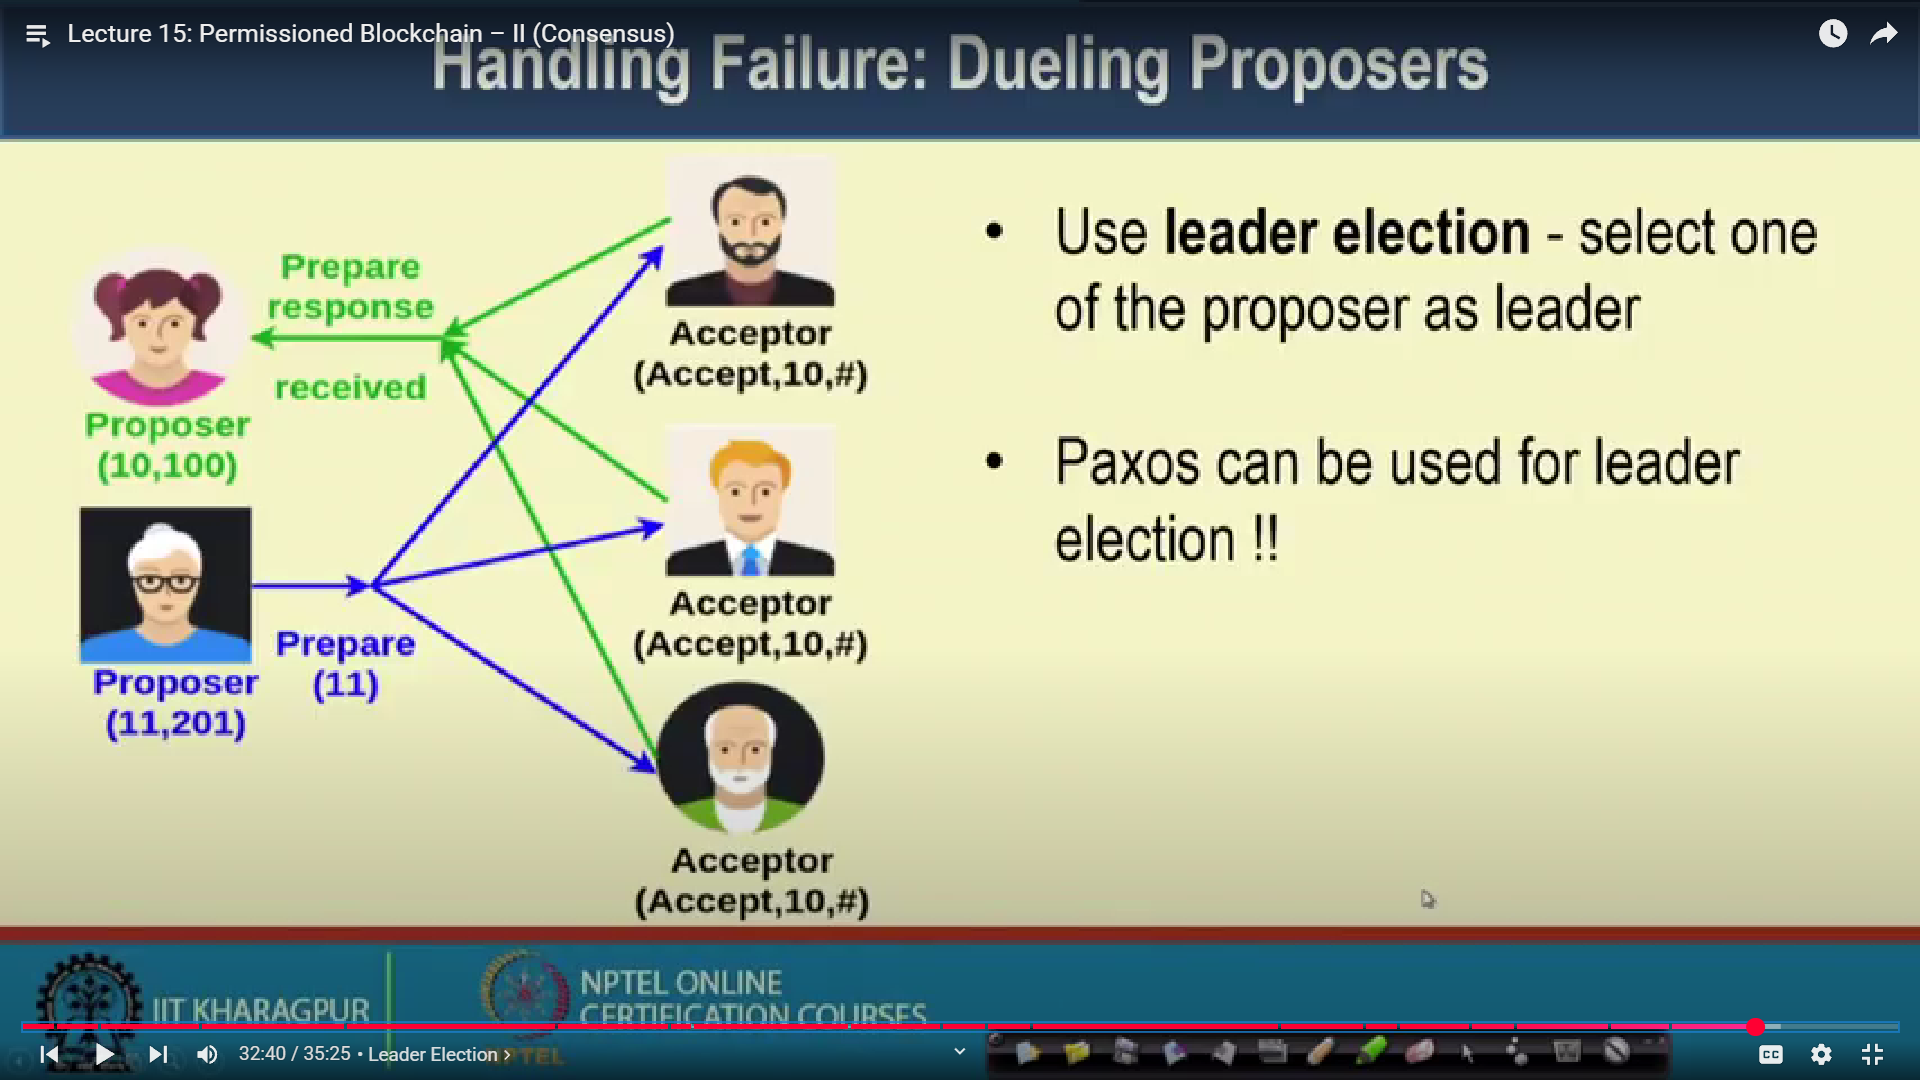 Lecture 15: Permissioned Blockchain – II (Consensus)
Handling Failure: Dueling Proposers
Prepare
response
received
Proposer
(10,100)
Prepare
(11)
Proposer
(11,201)
Acceptor
(Accept,10,#)
Acceptor
(Accept,10,#)
Acceptor
(Accept,10,#)
• Use leader election - select one
of the proposer as leader
• Paxos can be used for leader
election !!
IIT KHARAGPUR
NPTEL ONLINE
CERTIFICATION COURSES
NPTEL
32:40 / 35:25 • Leader Election ›
CC